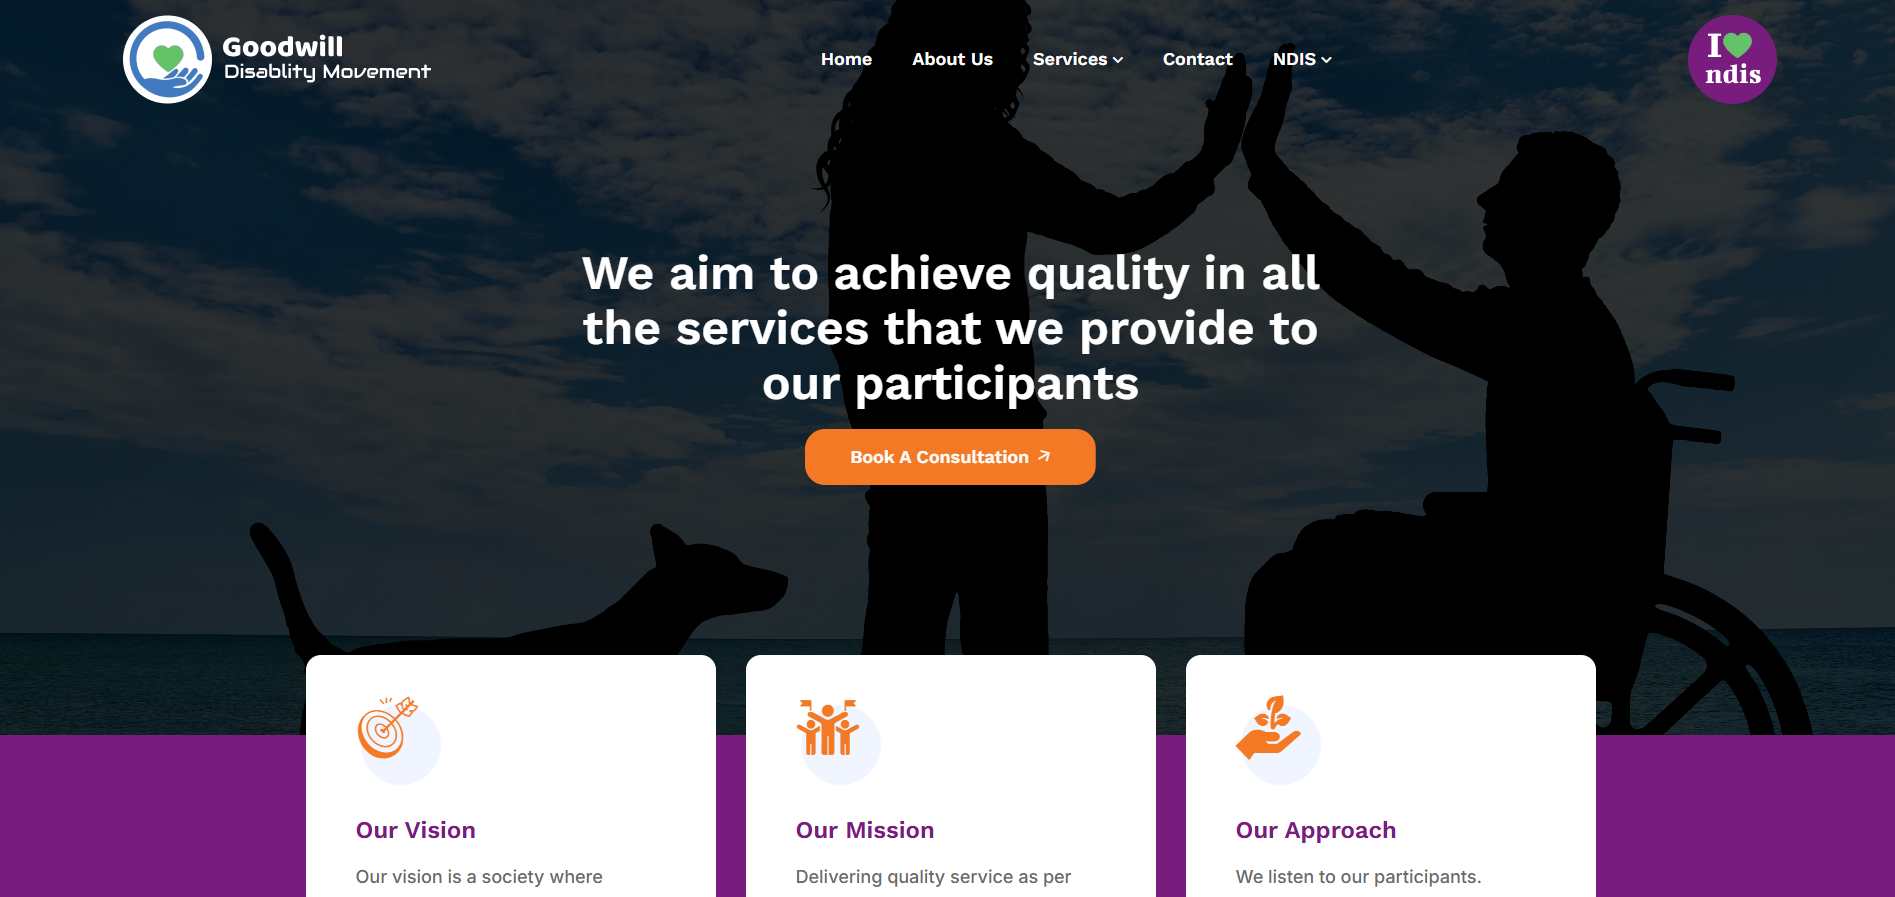 Goodwill
Disablity Movement
Home About Us Services Contact NDIS
I
ndis
We aim to achieve quality in all
the services that we provide to
our participants
Book A Consultation
Our Vision
Our vision is a society where
Our Mission
Delivering quality service as per
Our Approach
We listen to our participants.